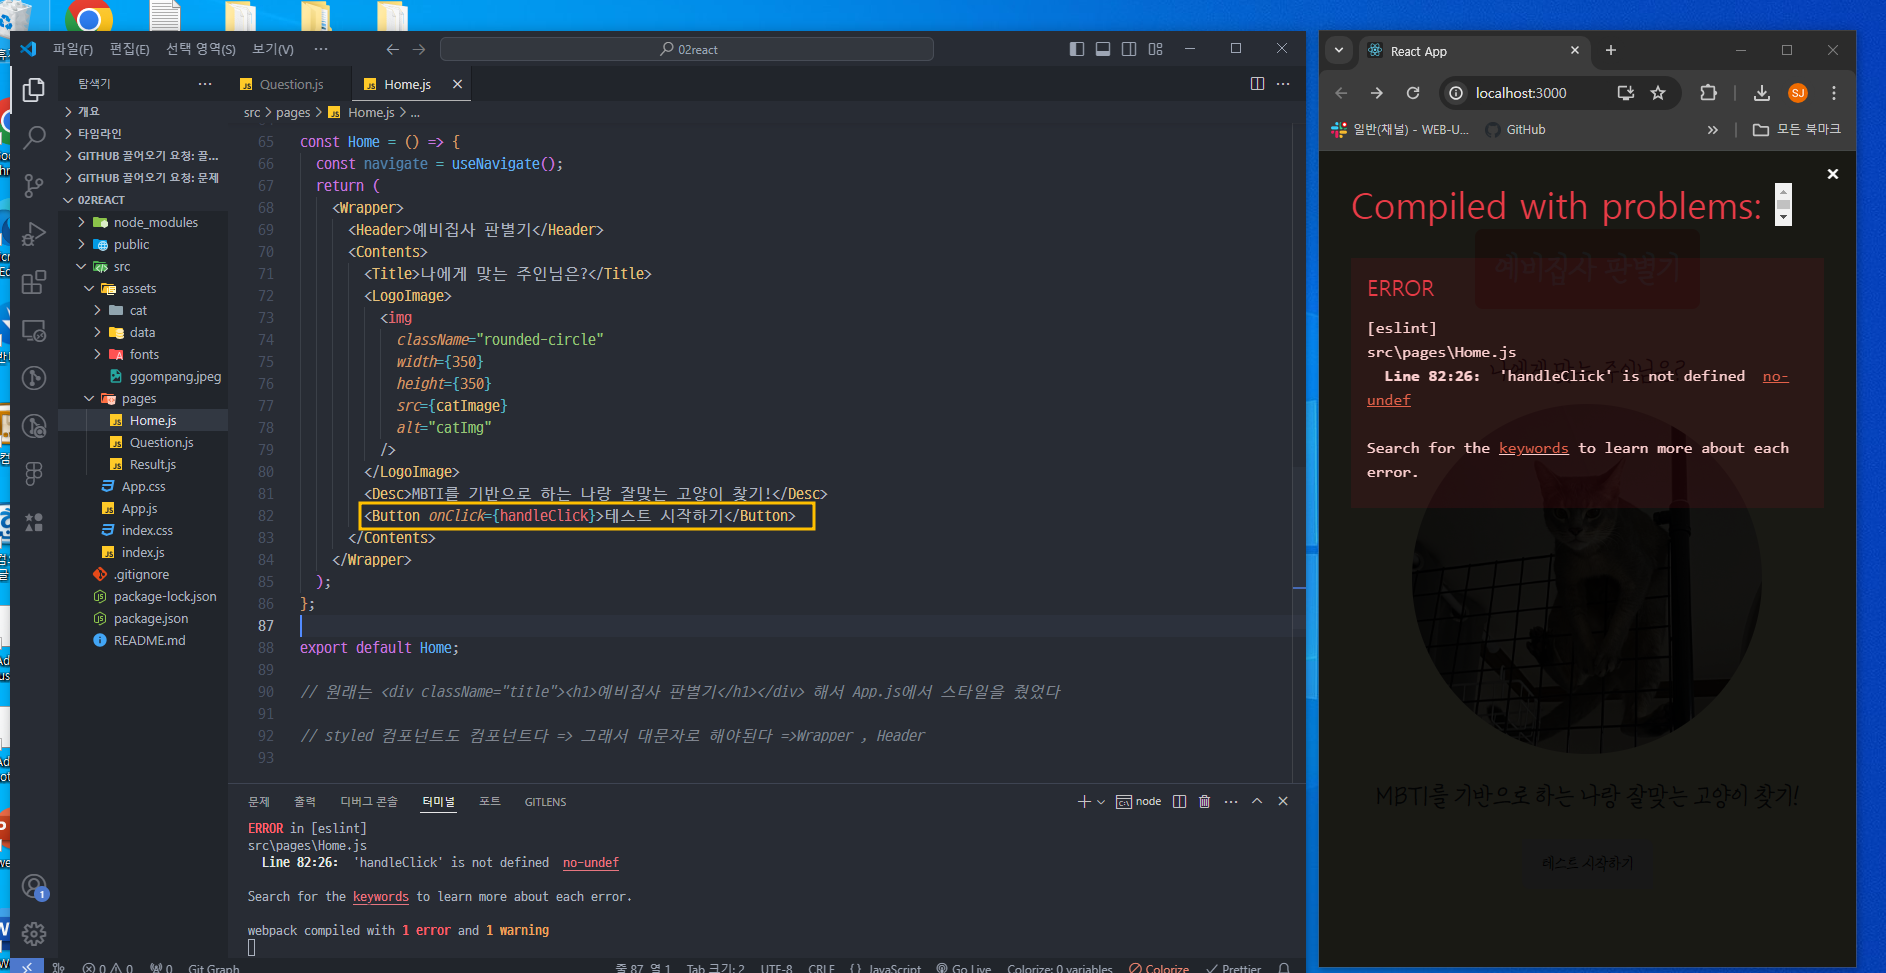 파일(F) 편집(E) 선택 영역(S) 보기(V) ··· 02react
탐색기 ···
개요
타임라인
GITHUB 끌어오기 요청: 끌...
GITHUB 끌어오기 요청: 문제
02REACT
node_modules
public
src
assets
cat
data
fonts
ggompang.jpeg
pages
Home.js
Question.js
Result.js
App.css
App.js
index.css
index.js
.gitignore
package-lock.json
package.json
README.md
Question.js Home.js
src > pages > Home.js > ...
65 const Home = () => {
66 const navigate = useNavigate();
67 return (
68 <Wrapper>
69 <Header>예비집사 판별기</Header>
70 <Contents>
71 <Title>나에게 맞는 주인님은?</Title>
72 <LogoImage>
73 <img
74 className="rounded-circle"
75 width={350}
76 height={350}
77 src={catImage}
78 alt="catImg"
79 />
80 </LogoImage>
81 <Desc>MBTI를 기반으로 하는 나랑 잘맞는 고양이 찾기!</Desc>
82 <Button onClick={handleClick}>테스트 시작하기</Button>
83 </Contents>
84 </Wrapper>
85 );
86 };
87
88 export default Home;
89
90 // 원래는 <div className="title"><h1>예비집사 판별기</h1></div> 해서 App.js에서 스타일을 줬었다
91
92 // styled 컴포넌트도 컴포넌트다 => 그래서 대문자로 해야된다 =>Wrapper , Header
93
문제 출력 디버그 콘솔 터미널 포트 GITLENS node
ERROR in [eslint]
src\pages\Home.js
Line 82:26: 'handleClick' is not defined no-undef
Search for the keywords to learn more about each error.
webpack compiled with 1 error and 1 warning
1
0 0 0 Git Graph 줄 87, 열 1 Tab 크기: 2 UTF-8 CRLF {} JavaScript Go Live Colorize: 0 variables Colorize Prettier
React App
localhost:3000 SJ
일반(채널) - WEB-U... GitHub » 모든 북마크
Compiled with problems:
예비집사 판별기
ERROR
[eslint]
src\pages\Home.js
나에게 맞는 주인님은?
Line 82:26: 'handleClick' is not defined no-
undef
Search for the keywords to learn more about each
error.
MBTI를 기반으로 하는 나랑 잘맞는 고양이 찾기!
테스트 시작하기